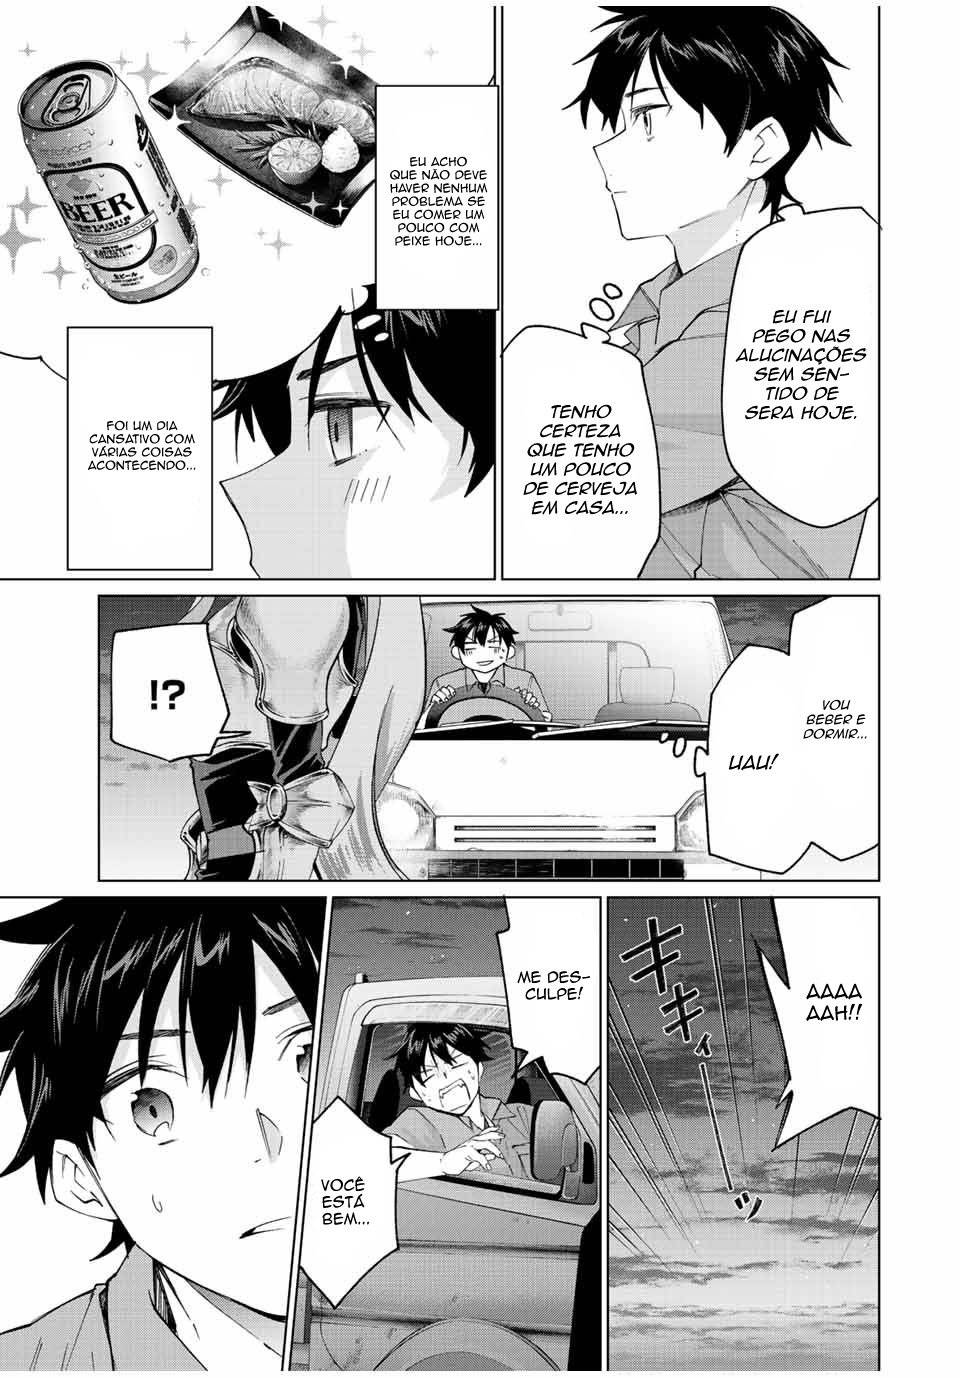 EU FUI
PEGO NAS
ALUCINAÇÕES
SEM SEN-
TIDO DE
SERA HOJE.
TENHO
CERTEZA
QUE TENHO
UM POUCO
DE CERVEJA
EM CASA...
EU ACHO
QUE NÃO DEVE
HAVER NENHUM
PROBLEMA SE
EU COMER UM
POUCO COM
PEIXE HOJE...
BEER
FOI UM DIA
CANSATIVO COM
VÁRIAS COISAS
ACONTECENDO...
VOU
BEBER E
DORMIR...
UAU!
!?
AAAA
AAH!!
キキィーッ
ME DES-
CULPE!
VOCÊ
ESTÁ
BEM...